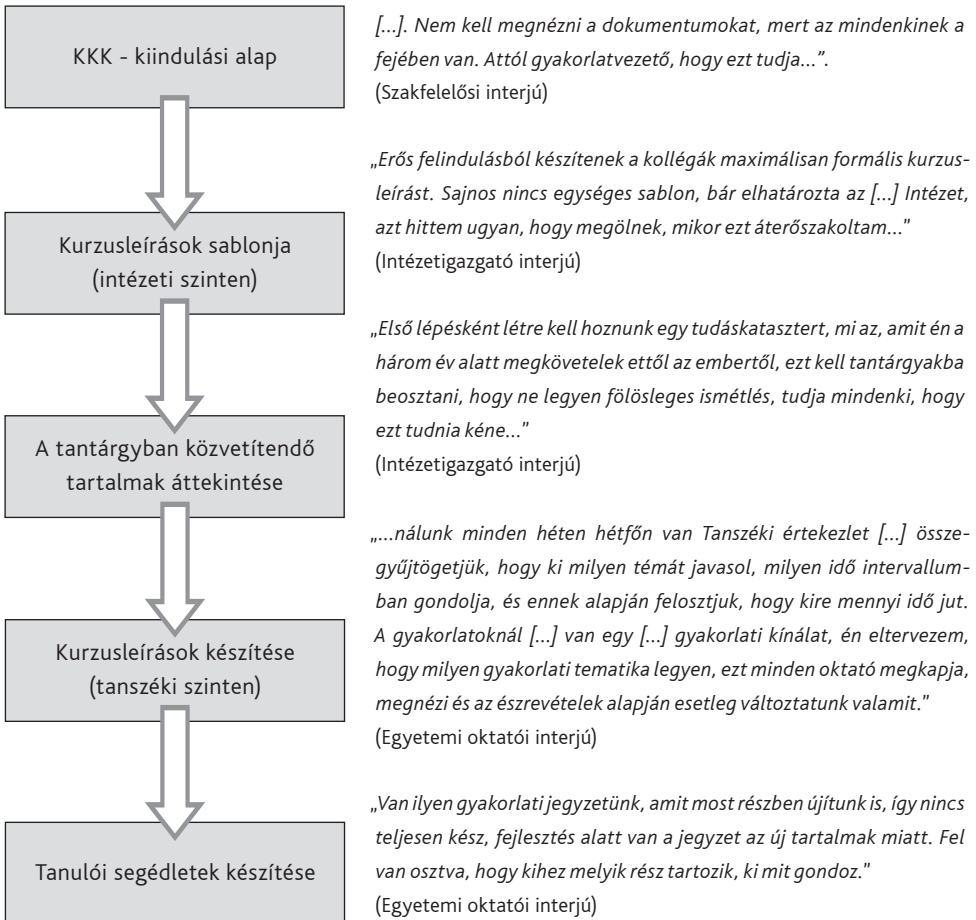 KKK - kiindulási alap
[...]. Nem kell megnézni a dokumentumokat, mert az mindenkinek a
fejében van. Attól gyakorlatvezető, hogy ezt tudja...”.
(Szakfelelősi interjú)
Kurzusleírások sablonja
(intézeti szinten)
„Erős felindulásból készítenek a kollégák maximálisan formális kurzus-
leírást. Sajnos nincs egységes sablon, bár elhatározta az [...] Intézet,
azt hittem ugyan, hogy megölnek, mikor ezt áterőszakoltam...”
(Intézetigazgató interjú)
A tantárgyban közvetítendő
tartalmak áttekintése
„Első lépésként létre kell hoznunk egy tudáskatasztert, mi az, amit én a
három év alatt megkövetelek ettől az embertől, ezt kell tantárgyakba
beosztani, hogy ne legyen fölösleges ismétlés, tudja mindenki, hogy
ezt tudnia kéne...”
(Intézetigazgató interjú)
Kurzusleírások készítése
(tanszéki szinten)
„...nálunk minden héten hétfőn van Tanszéki értekezlet [...] össze-
gyűjtögetjük, hogy ki milyen témát javasol, milyen idő intervallum-
ban gondolja, és ennek alapján felosztjuk, hogy kire mennyi idő jut.
A gyakorlatoknál [...] van egy [...] gyakorlati kínálat, én eltervezem,
hogy milyen gyakorlati tematika legyen, ezt minden oktató megkapja,
megnézi és az észrevételek alapján esetleg változtatunk valamit.”
(Egyetemi oktatói interjú)
Tanulói segédletek készítése
„Van ilyen gyakorlati jegyzetünk, amit most részben újítunk is, így nincs
teljesen kész, fejlesztés alatt van a jegyzet az új tartalmak miatt. Fel
van osztva, hogy kihez melyik rész tartozik, ki mit gondoz.”
(Egyetemi oktatói interjú)